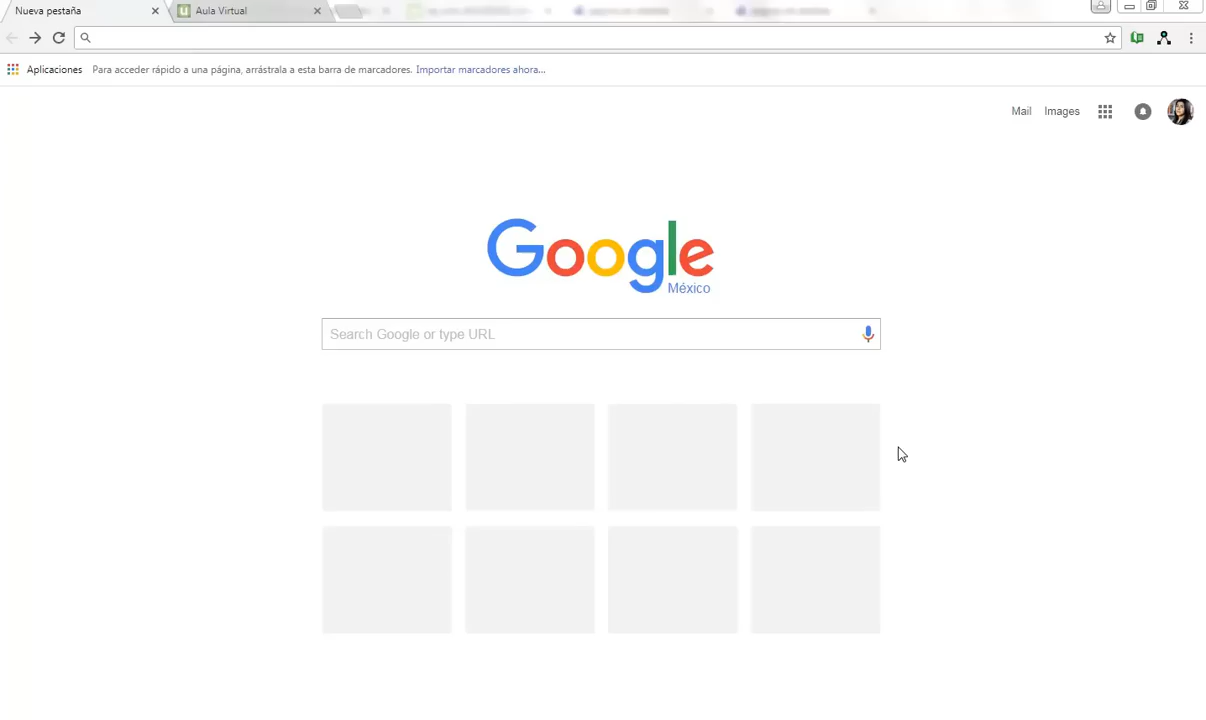 Nueva pestaña
Aula Virtual
Aplicaciones Para acceder rápido a una página, arrástrala a esta barra de marcadores. Importar marcadores ahora...
Mail Images
Google
México
Search Google or type URL